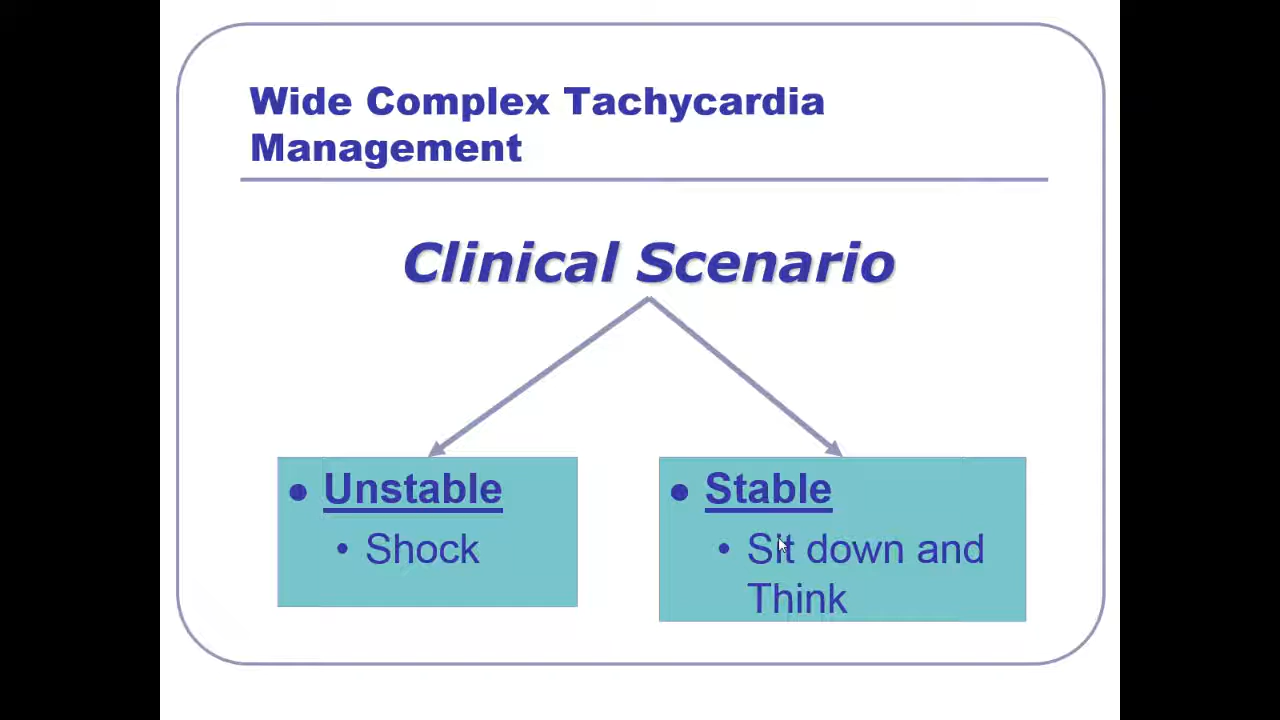 Wide Complex Tachycardia
Management
Clinical Scenario
● Unstable
• Shock
● Stable
• Sit down and
Think